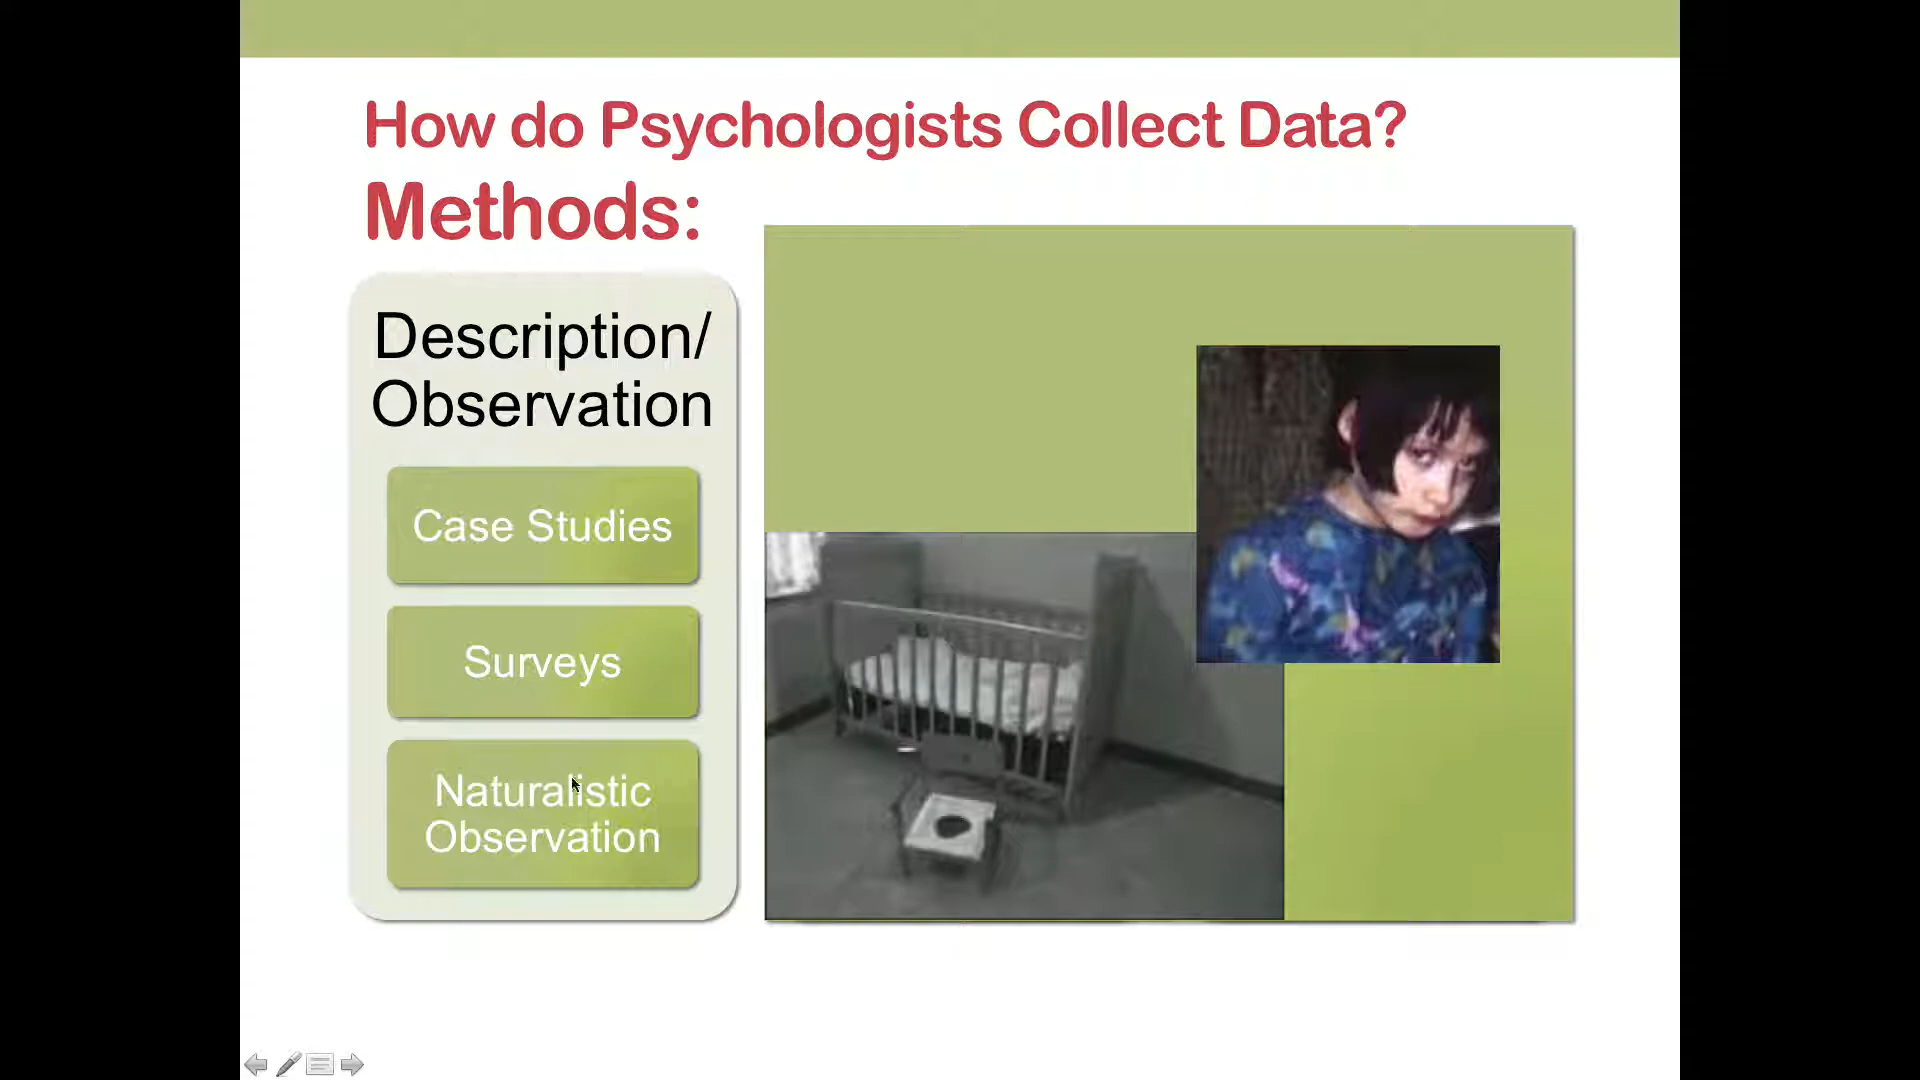 How do Psychologists Collect Data?
Methods:
Description/
Observation
Case Studies
Surveys
Naturalistic
Observation